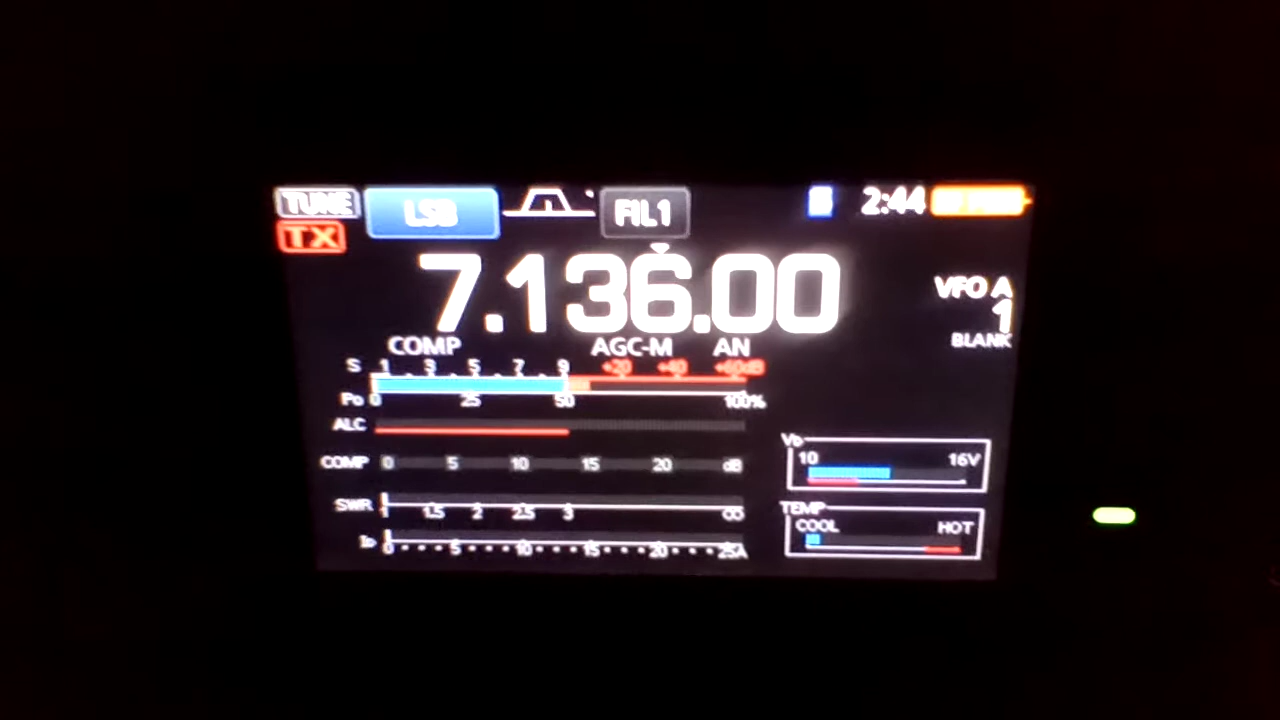 TUNE LSB FIL1 2:44
TX
7.136.00
VFO A
1
BLANK
COMP AGC-M AN
S 1 3 5 7 9 +20 +40 +60dB
Po 0 25 50 100%
ALC
COMP 0 5 10 15 20 dB
SWR 1 1.5 2 2.5 3 ∞
ID 0 5 10 15 20 25A
VD
10 16V
TEMP
COOL HOT